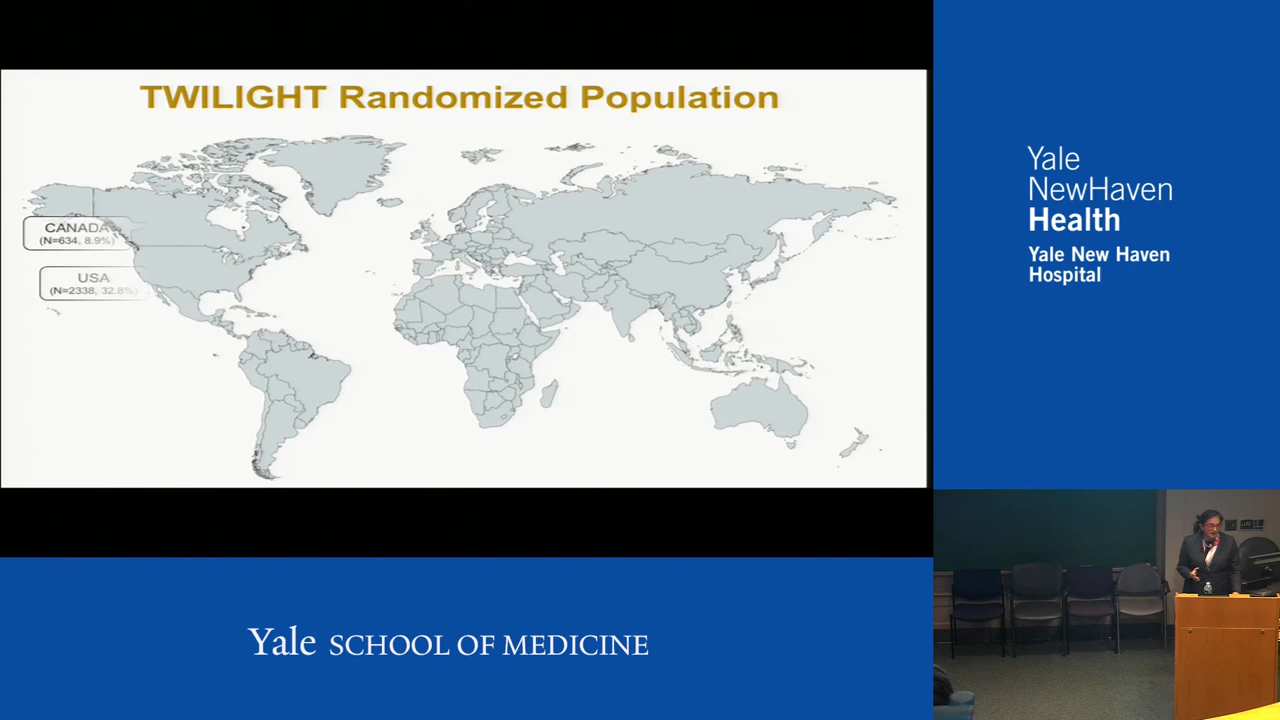 TWILIGHT Randomized Population
CANADA
(N=634, 8.9%)
USA
(N=2338, 32.8%)
Yale
NewHaven
Health
Yale New Haven
Hospital
Yale SCHOOL OF MEDICINE